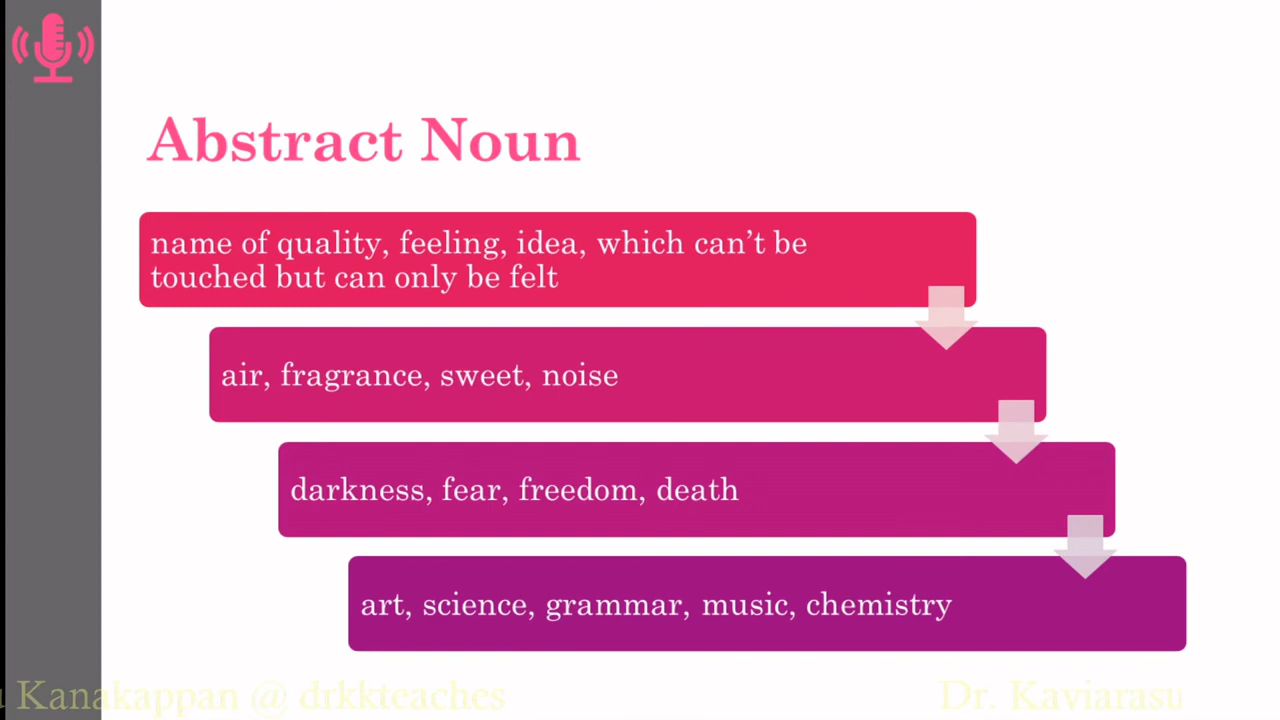 Abstract Noun
name of quality, feeling, idea, which can’t be
touched but can only be felt
air, fragrance, sweet, noise
darkness, fear, freedom, death
art, science, grammar, music, chemistry
Kanakappan @ drkkteaches
Dr. Kaviarasu